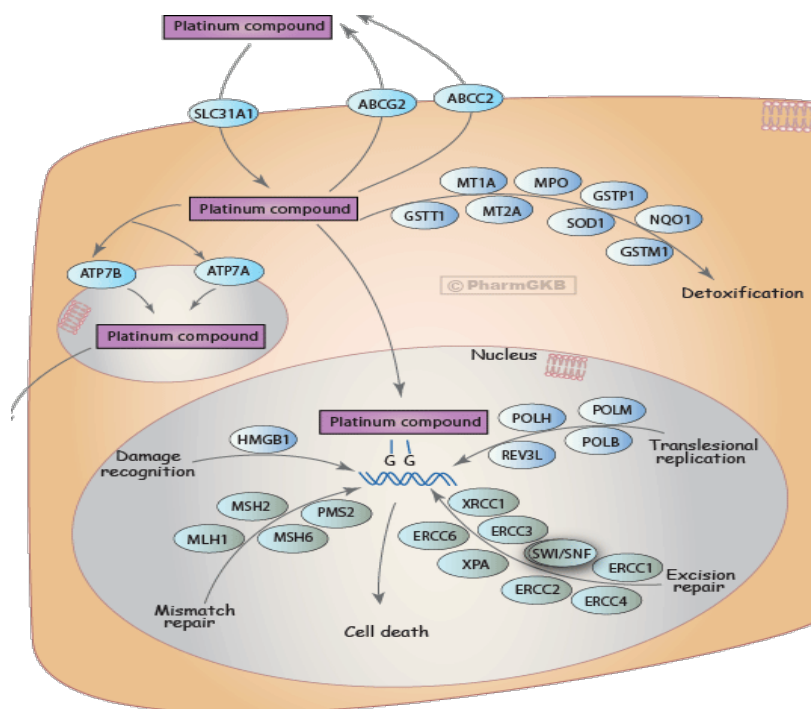 Platinum compound
SLC31A1
ABCG2
ABCC2
Platinum compound
GSTT1
MT1A
MT2A
MPO
SOD1
GSTP1
NQO1
GSTM1
Detoxification
ATP7B
ATP7A
Platinum compound
© PharmGKB
Nucleus
Platinum compound
G G
Damage
recognition
HMGB1
POLH
POLM
REV3L
POLB
Translesional
replication
MSH2
PMS2
MLH1
MSH6
Mismatch
repair
XRCC1
ERCC6
ERCC3
XPA
SWI/SNF
ERCC1
ERCC2
ERCC4
Excision
repair
Cell death